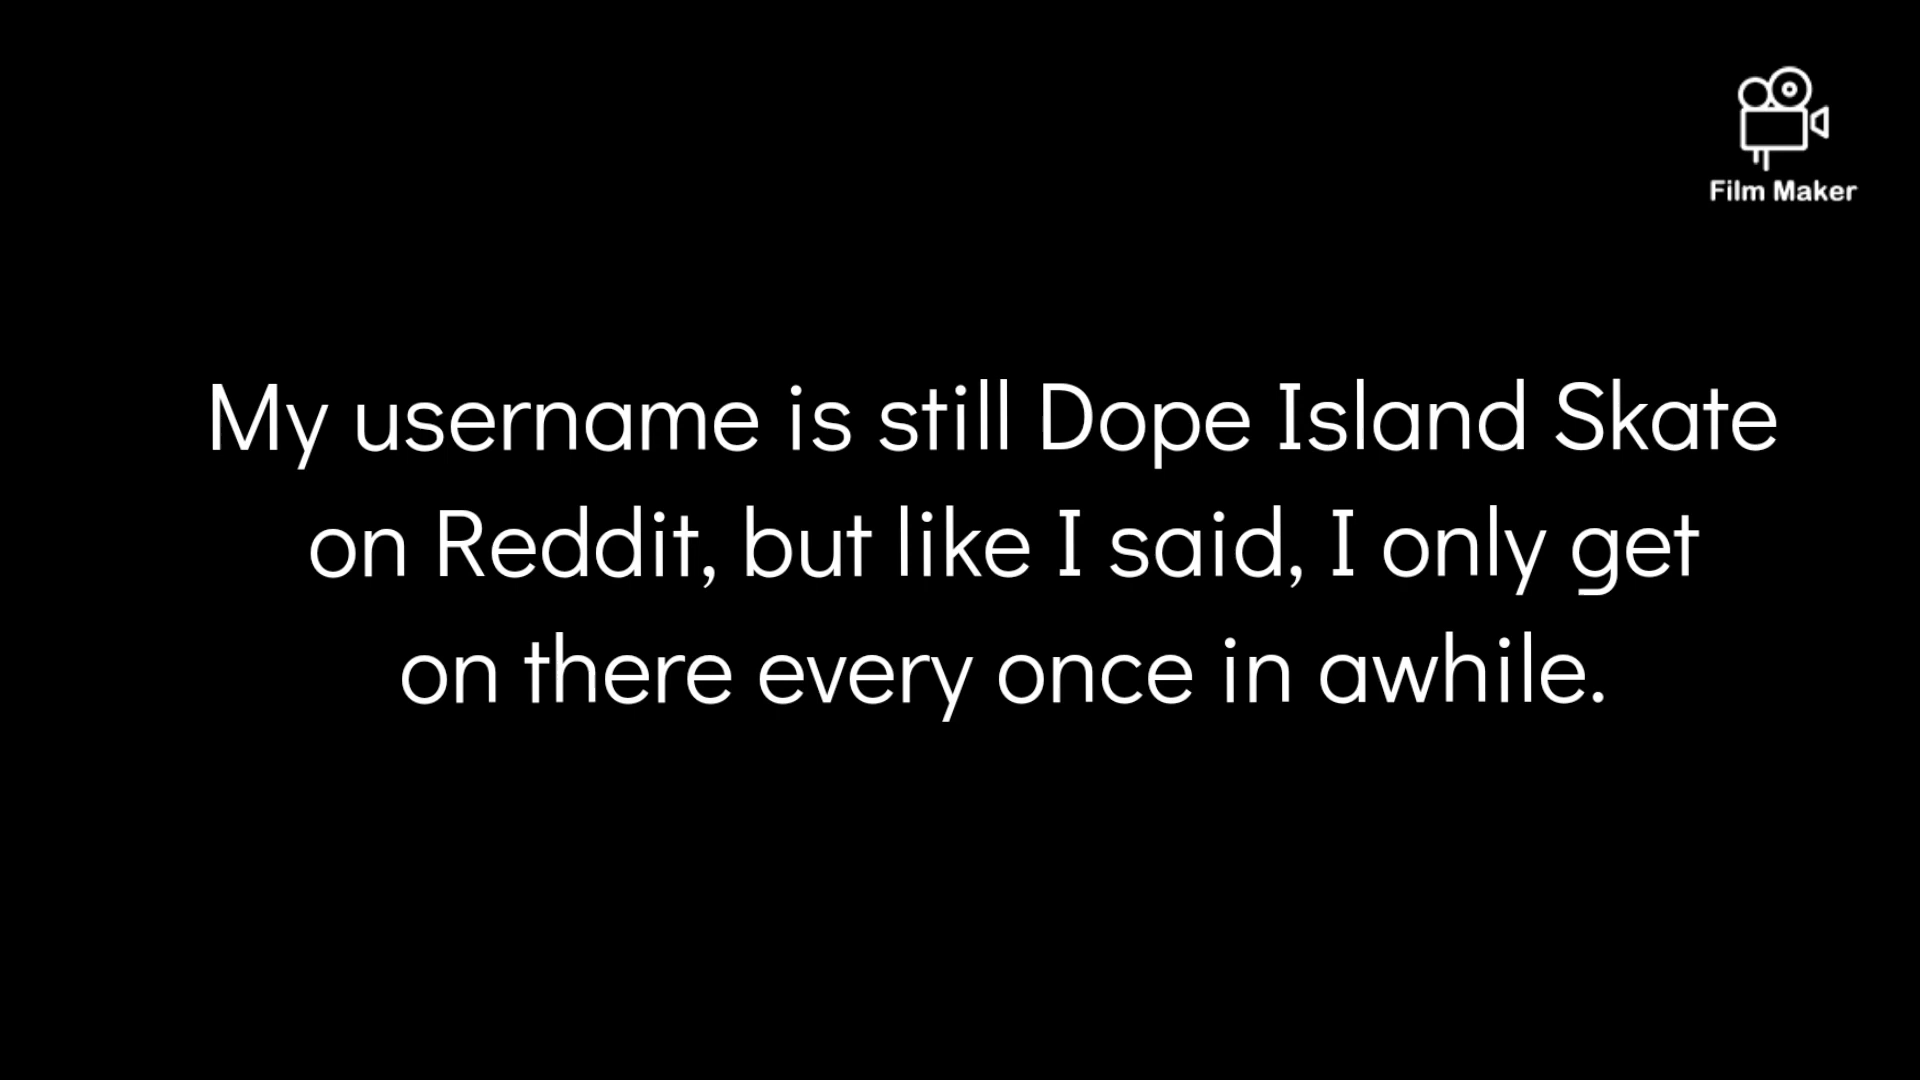 Film Maker
My username is still Dope Island Skate
on Reddit, but like I said, I only get
on there every once in awhile.